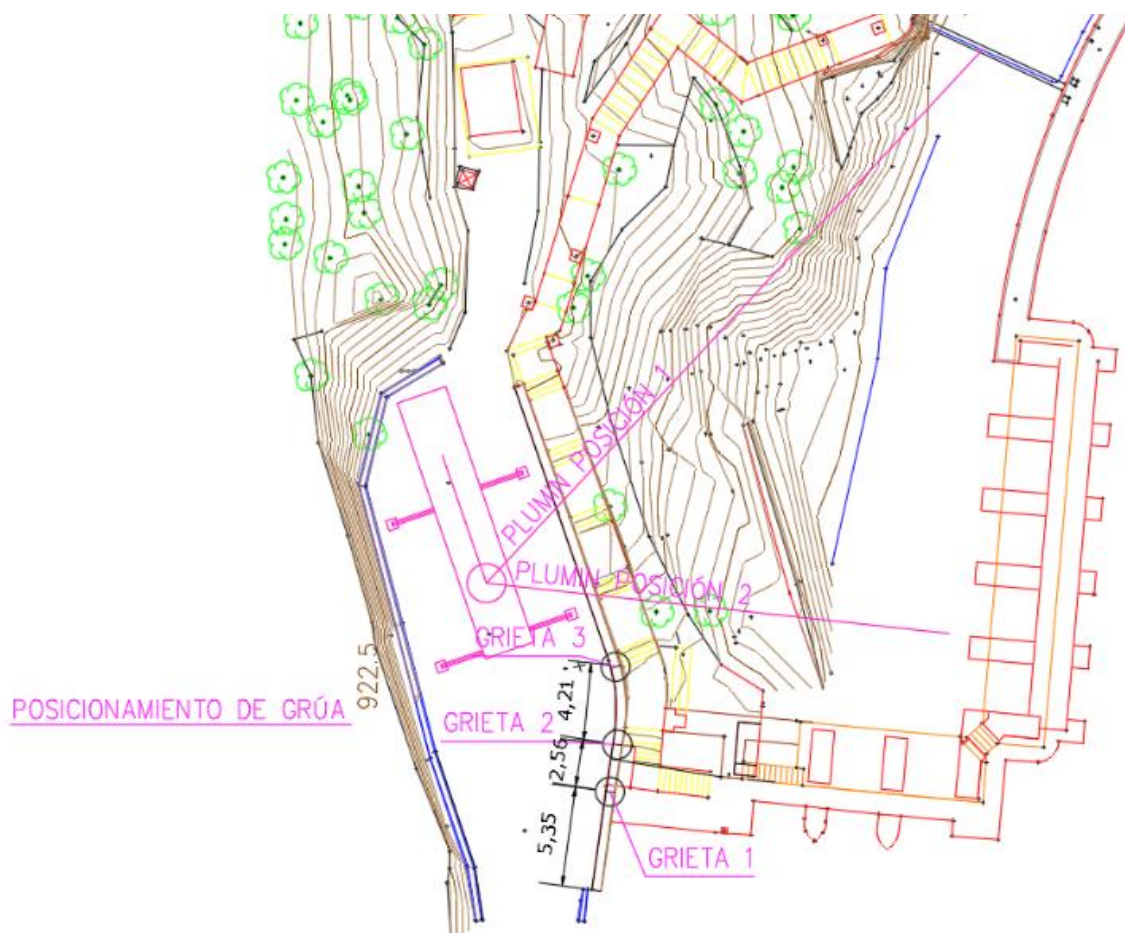 PLUMIN POSICIÓN 1
PLUMIN POSICIÓN 2
GRIETA 3
922.5
4,21
POSICIONAMIENTO DE GRÚA
GRIETA 2
2,56
5,35
GRIETA 1